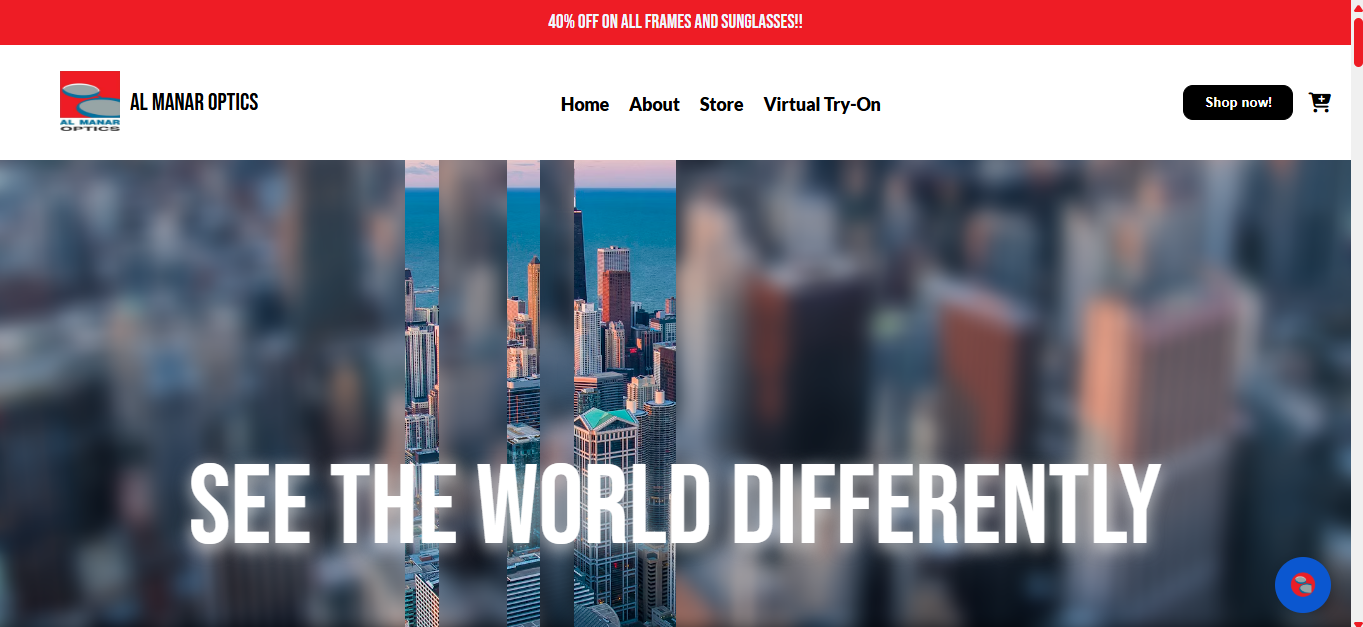 40% OFF ON ALL FRAMES AND SUNGLASSES!!
AL MANAR
OPTICS
AL MANAR OPTICS
Home About Store Virtual Try-On
Shop now!
SEE THE WORLD DIFFERENTLY